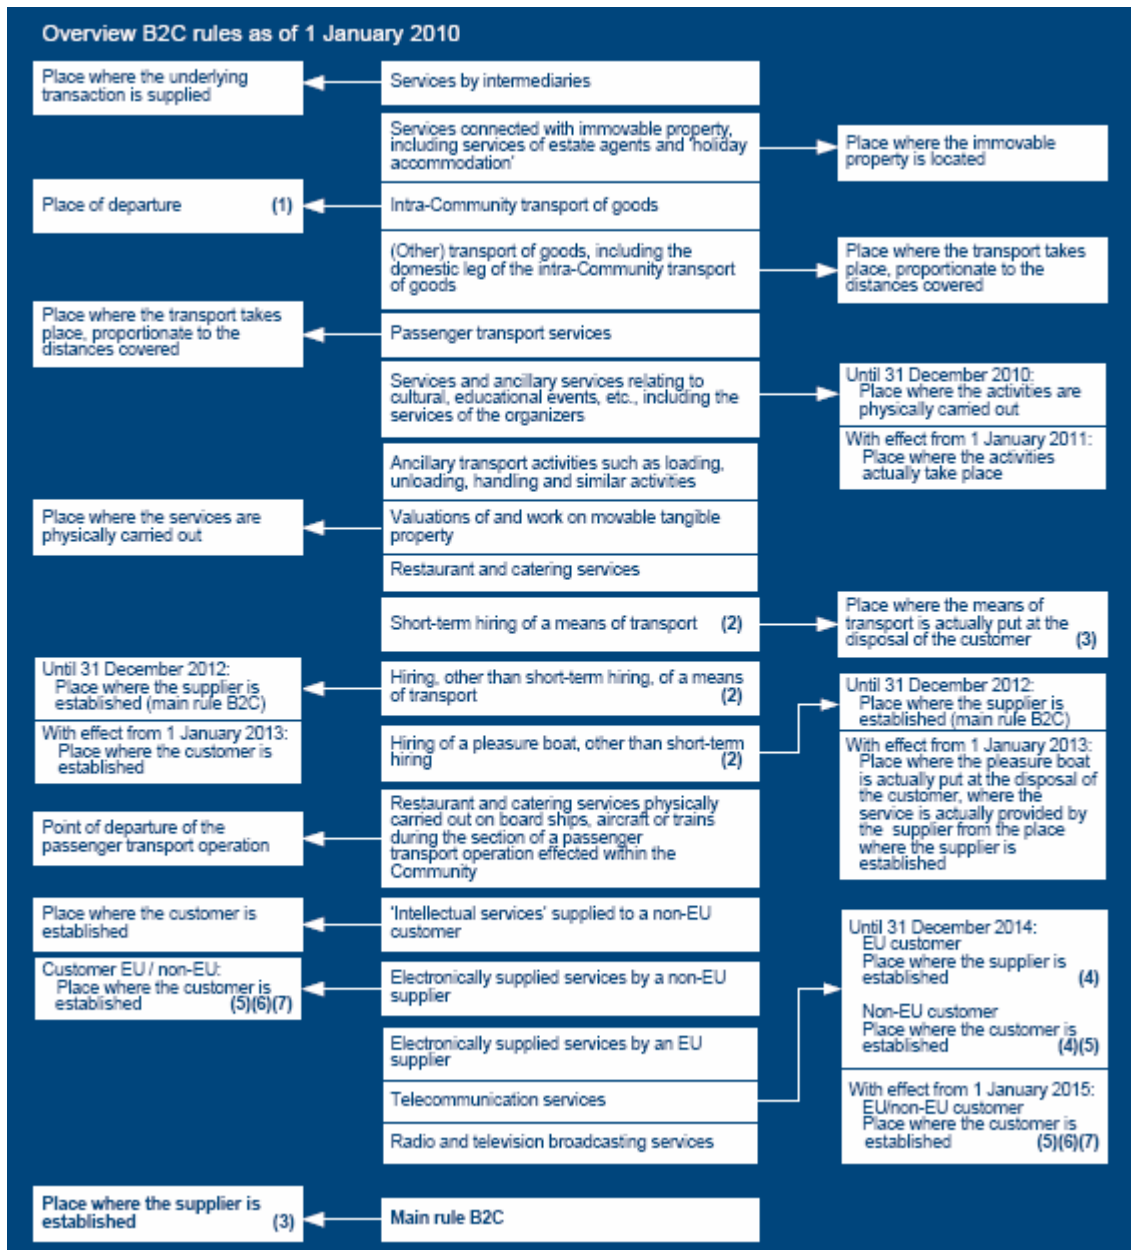 Overview B2C rules as of 1 January 2010
Place where the underlying
transaction is supplied
Services by intermediaries
Services connected with immovable property,
including services of estate agents and 'holiday
accommodation'
Place where the immovable
property is located
Place of departure (1)
Intra-Community transport of goods
(Other) transport of goods, including the
domestic leg of the intra-Community transport
of goods
Place where the transport takes
place, proportionate to the
distances covered
Place where the transport takes
place, proportionate to the
distances covered
Passenger transport services
Services and ancillary services relating to
cultural, educational events, etc., including the
services of the organizers
Until 31 December 2010:
Place where the activities are
physically carried out
With effect from 1 January 2011:
Place where the activities
actually take place
Ancillary transport activities such as loading,
unloading, handling and similar activities
Place where the services are
physically carried out
Valuations of and work on movable tangible
property
Restaurant and catering services
Short-term hiring of a means of transport (2)
Place where the means of
transport is actually put at the
disposal of the customer (3)
Until 31 December 2012:
Place where the supplier is
established (main rule B2C)
With effect from 1 January 2013:
Place where the customer is
established
Hiring, other than short-term hiring, of a means
of transport (2)
Hiring of a pleasure boat, other than short-term
hiring (2)
Until 31 December 2012:
Place where the supplier is
established (main rule B2C)
With effect from 1 January 2013:
Place where the pleasure boat
is actually put at the disposal of
the customer, where the
service is actually provided by
the supplier from the place
where the supplier is
established
Point of departure of the
passenger transport operation
Restaurant and catering services physically
carried out on board ships, aircraft or trains
during the section of a passenger
transport operation effected within the
Community
Place where the customer is
established
'Intellectual services' supplied to a non-EU
customer
Customer EU / non-EU:
Place where the customer is
established (5)(6)(7)
Electronically supplied services by a non-EU
supplier
Electronically supplied services by an EU
supplier
Telecommunication services
Radio and television broadcasting services
Until 31 December 2014:
EU customer
Place where the supplier is
established (4)
Non-EU customer
Place where the customer is
established (4)(5)
With effect from 1 January 2015:
EU/non-EU customer
Place where the customer is
established (5)(6)(7)
Place where the supplier is
established (3)
Main rule B2C